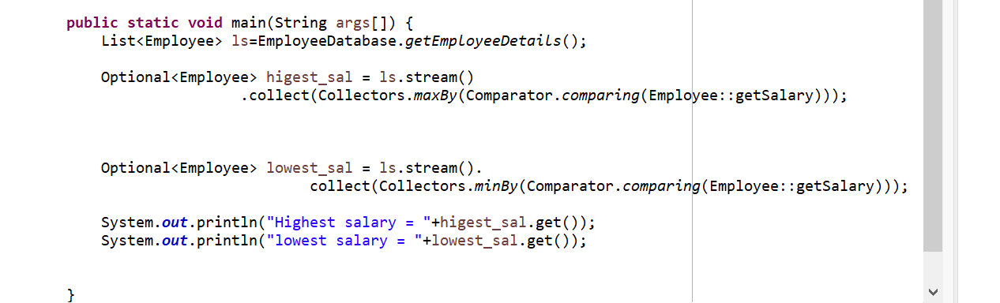 public static void main(String args[]) {
List<Employee> ls=EmployeeDatabase.getEmployeeDetails();
Optional<Employee> higest_sal = ls.stream()
.collect(Collectors.maxBy(Comparator.comparing(Employee::getSalary)));
Optional<Employee> lowest_sal = ls.stream().
collect(Collectors.minBy(Comparator.comparing(Employee::getSalary)));
System.out.println("Highest salary = "+higest_sal.get());
System.out.println("lowest salary = "+lowest_sal.get());
}